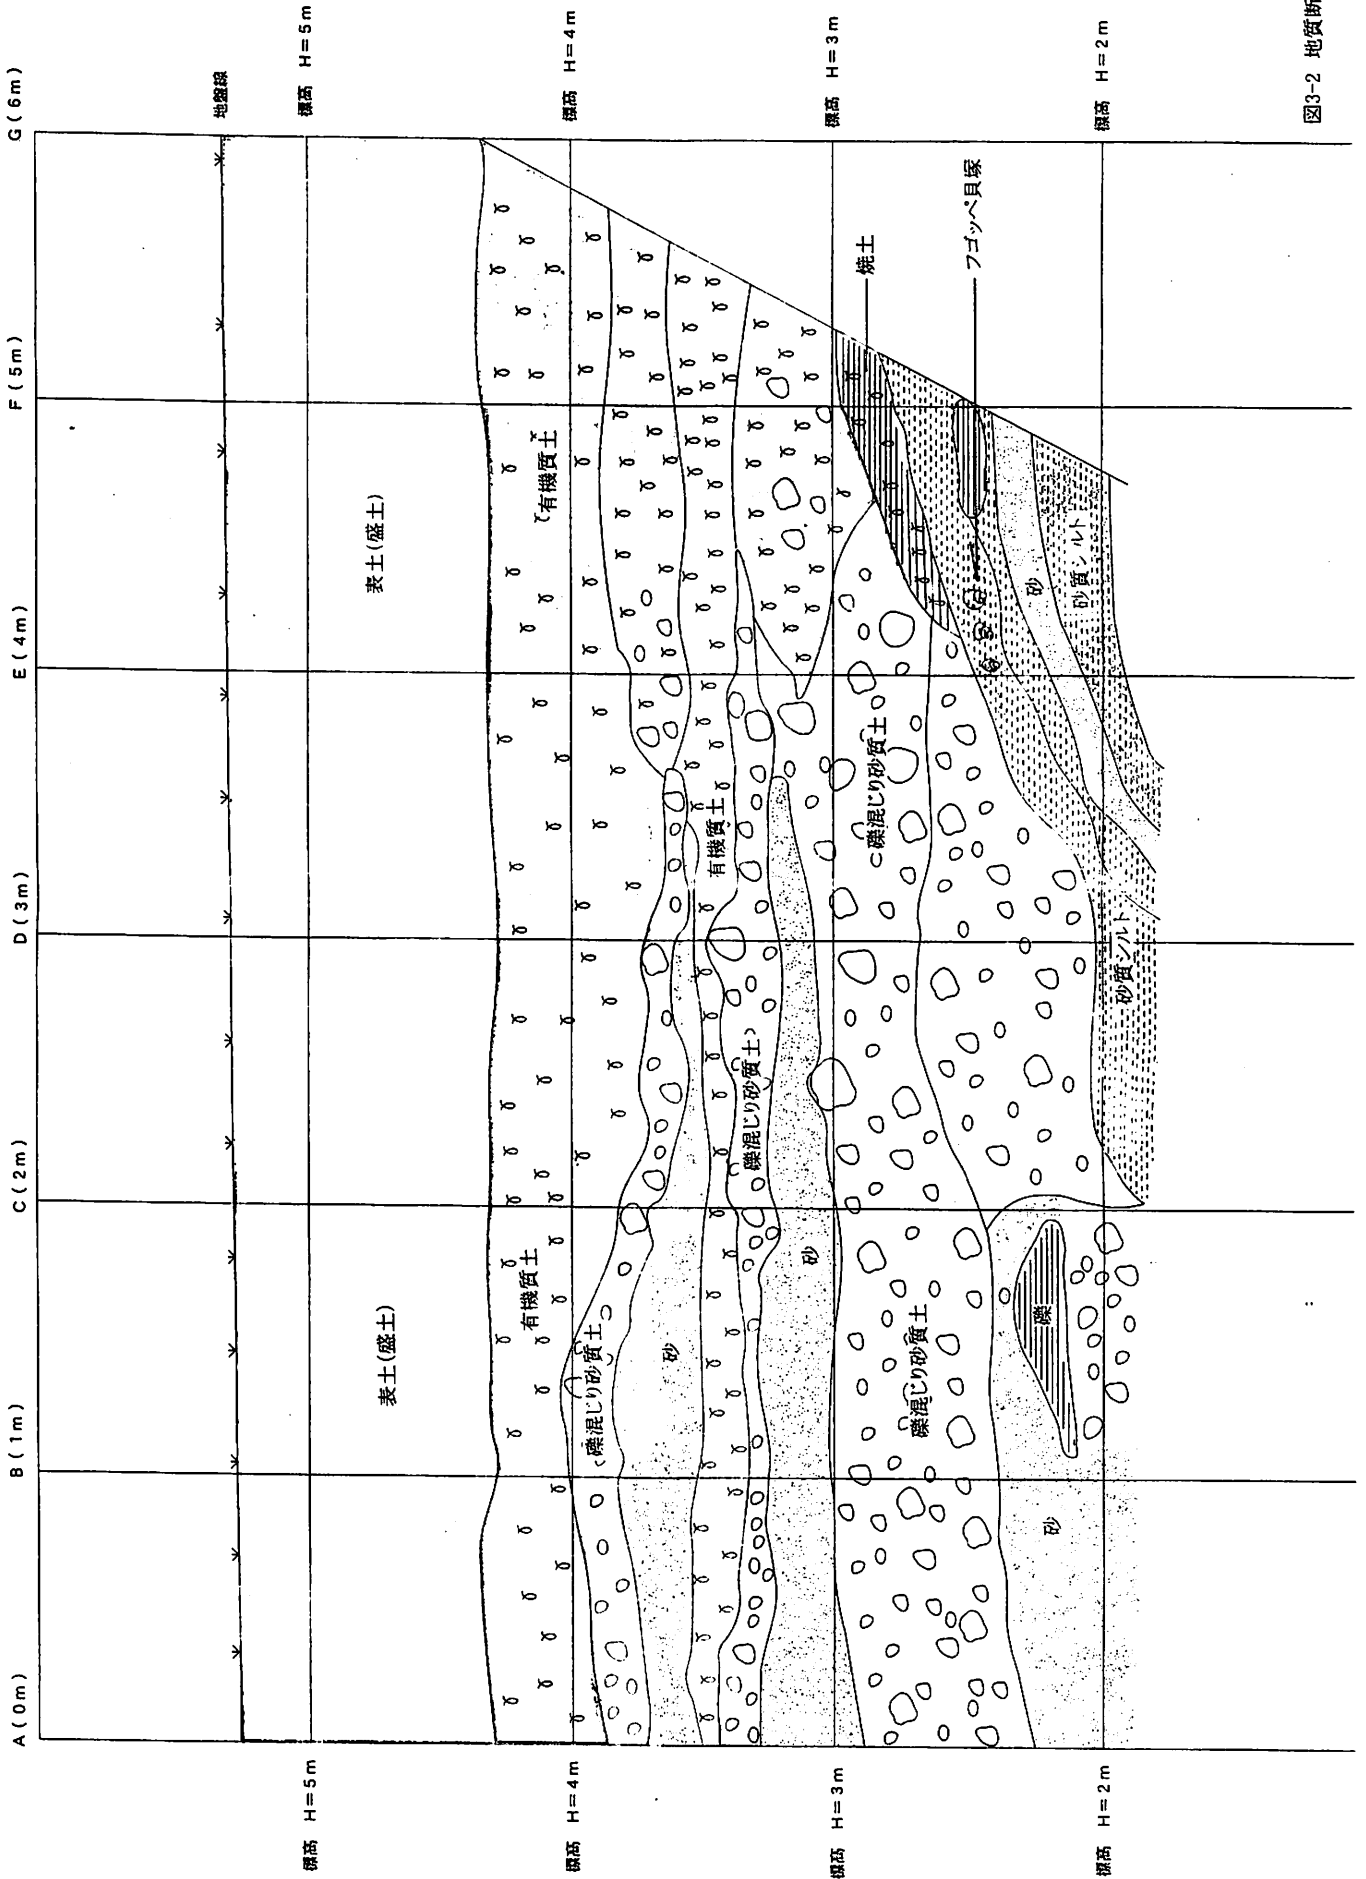 A(0m)
B(1m)
C(2m)
D(3m)
E(4m)
F(5m)
G(6m)
地盤線
標高 H=5m
標高 H=5m
表土(盛土)
表土(盛土)
標高 H=4m
標高 H=4m
有機質土
有機質土
礫混じり砂質土
砂
有機質土
礫混じり砂質土
砂
標高 H=3m
標高 H=3m
焼土
礫混じり砂質土
礫混じり砂質土
フゴッペ貝塚
礫
砂
砂
砂質シルト
砂質シルト
標高 H=2m
標高 H=2m
図3-2 地質断